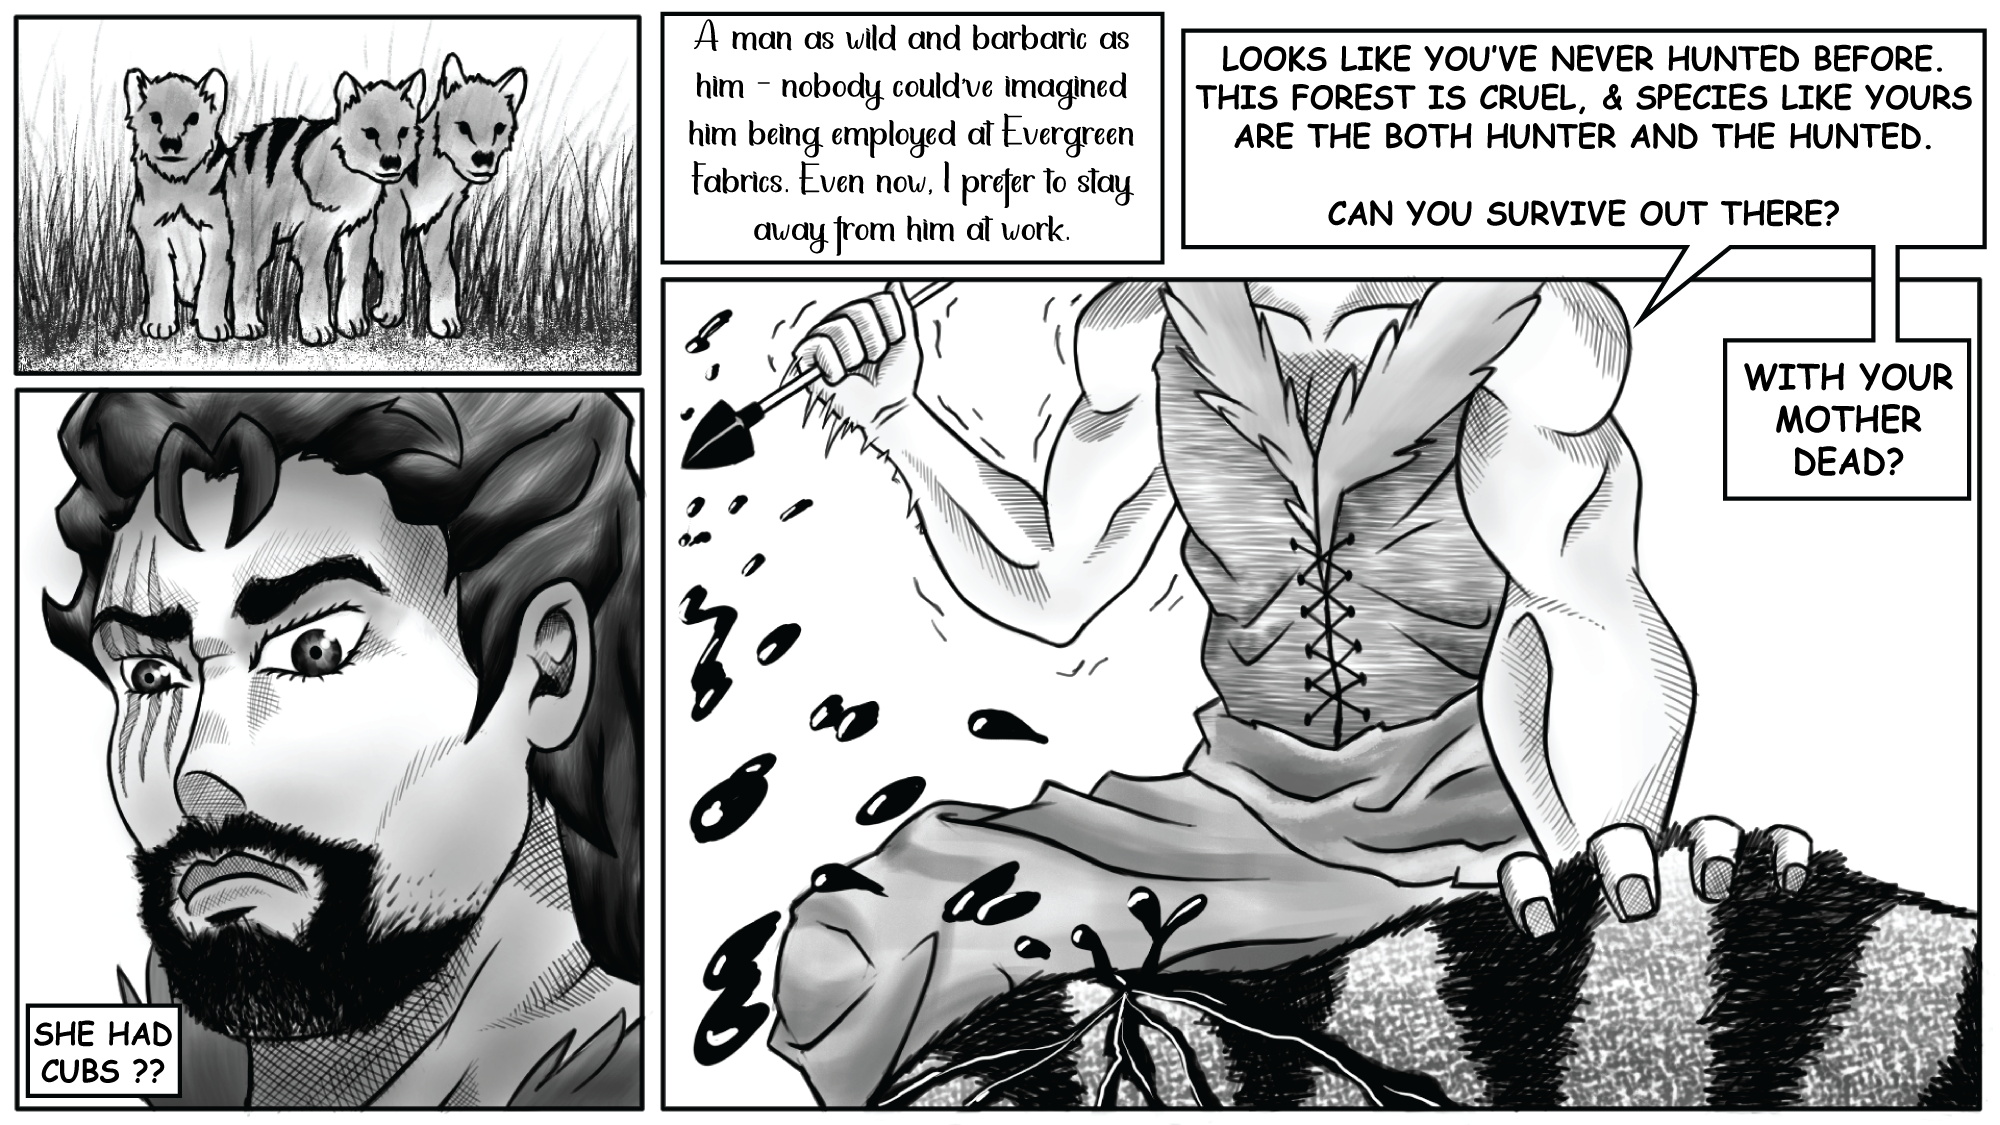 A man as wild and barbaric as
him - nobody could've imagined
him being employed at Evergreen
Fabrics. Even now, I prefer to stay
away from him at work.
SHE HAD
CUBS ??
LOOKS LIKE YOU'VE NEVER HUNTED BEFORE.
THIS FOREST IS CRUEL, & SPECIES LIKE YOURS
ARE THE BOTH HUNTER AND THE HUNTED.
CAN YOU SURVIVE OUT THERE?
WITH YOUR
MOTHER
DEAD?